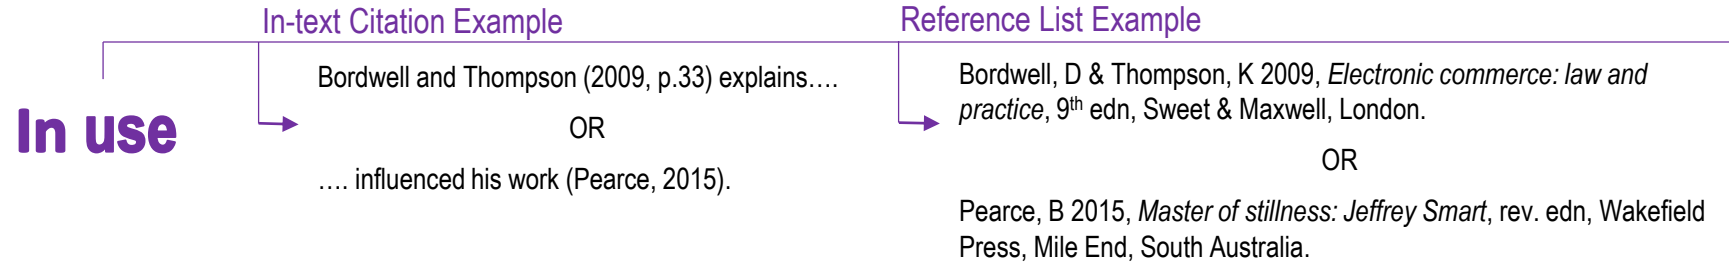 In-text Citation Example
Reference List Example
In use
Bordwell and Thompson (2009, p.33) explains….
OR
…. influenced his work (Pearce, 2015).
Bordwell, D & Thompson, K 2009, Electronic commerce: law and
practice, 9th edn, Sweet & Maxwell, London.
OR
Pearce, B 2015, Master of stillness: Jeffrey Smart, rev. edn, Wakefield
Press, Mile End, South Australia.